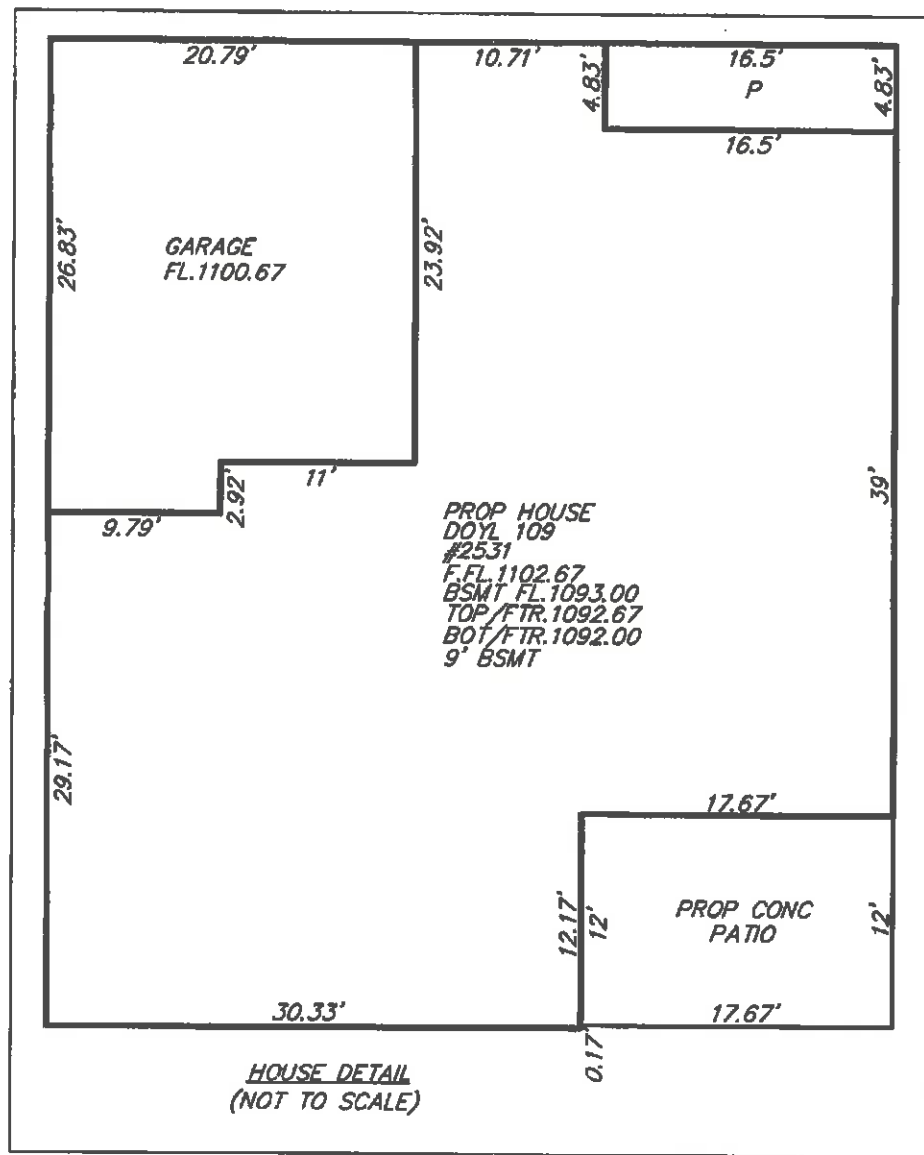 20.79'
10.71'
16.5'
4.83'
P
4.83'
16.5'
26.83'
GARAGE
FL.1100.67
23.92'
11'
2.92'
9.79'
39'
PROP HOUSE
DOYL 109
#2531
F.FL.1102.67
BSMT FL.1093.00
TOP/FTR.1092.67
BOT/FTR.1092.00
9' BSMT
29.17'
17.67'
12.17'
12'
PROP CONC
PATIO
12'
30.33'
17.67'
0.17'
HOUSE DETAIL
(NOT TO SCALE)